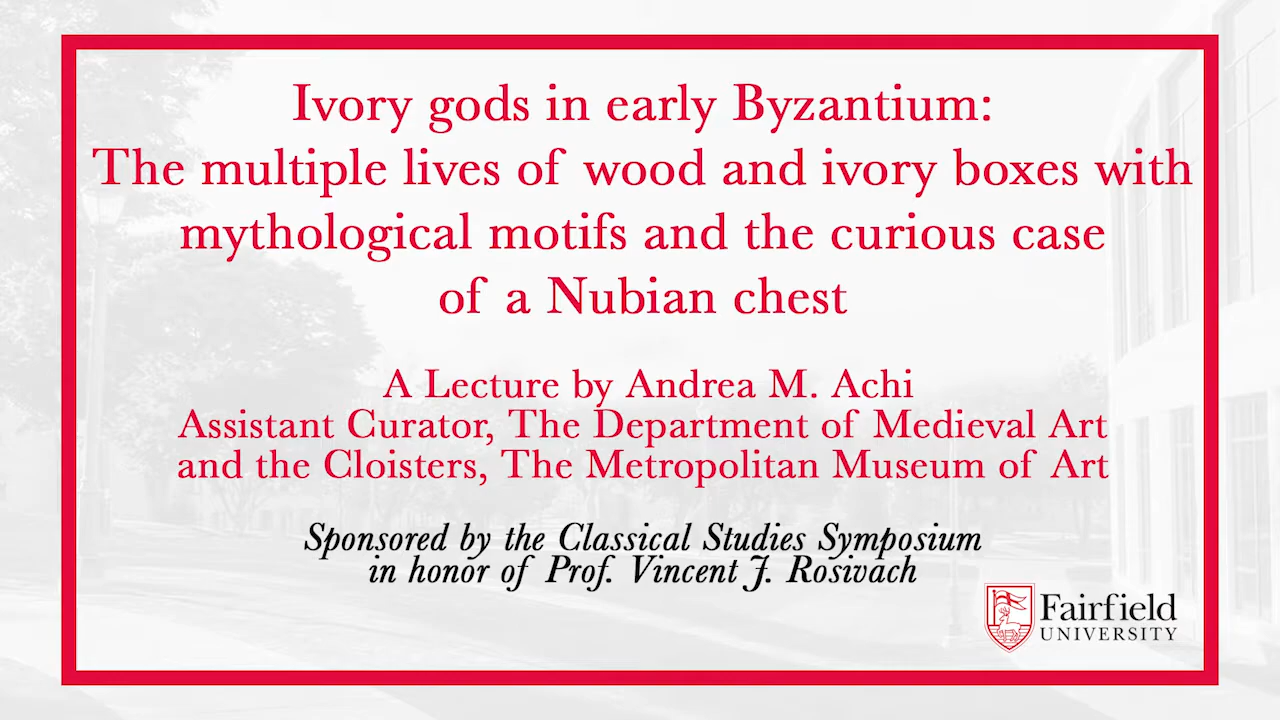 Ivory gods in early Byzantium:
The multiple lives of wood and ivory boxes with
mythological motifs and the curious case
of a Nubian chest
A Lecture by Andrea M. Achi
Assistant Curator, The Department of Medieval Art
and the Cloisters, The Metropolitan Museum of Art
Sponsored by the Classical Studies Symposium
in honor of Prof. Vincent J. Rosivach
Fairfield
UNIVERSITY